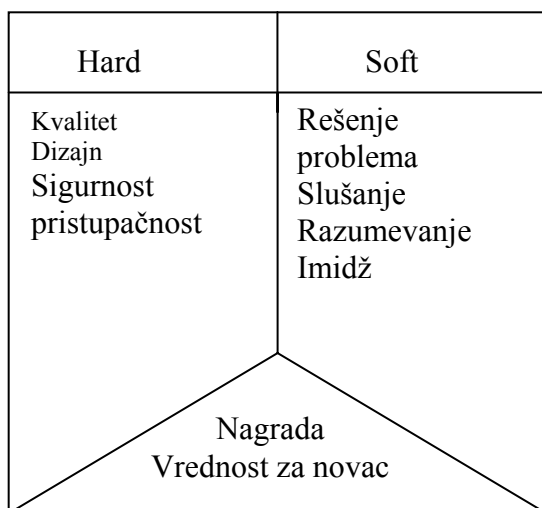 Hard
Soft
Kvalitet
Dizajn
Sigurnost
pristupačnost
Rešenje
problema
Slušanje
Razumevanje
Imidž
Nagrada
Vrednost za novac